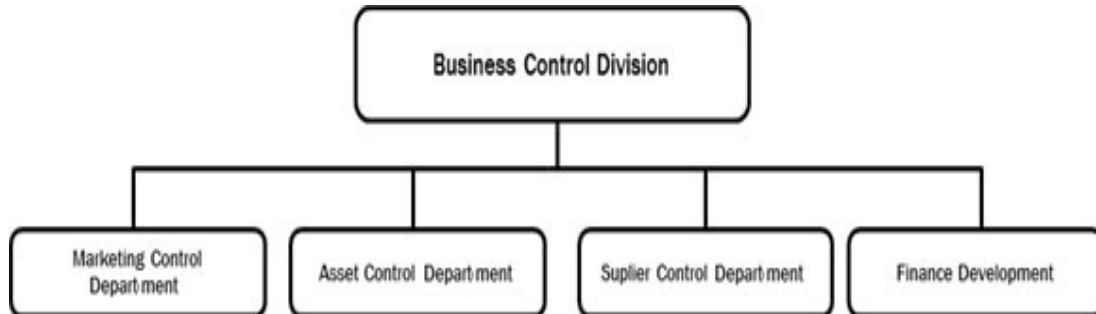 Business Control Division
Marketing Control
Department
Asset Control Department
Suplier Control Department
Finance Development